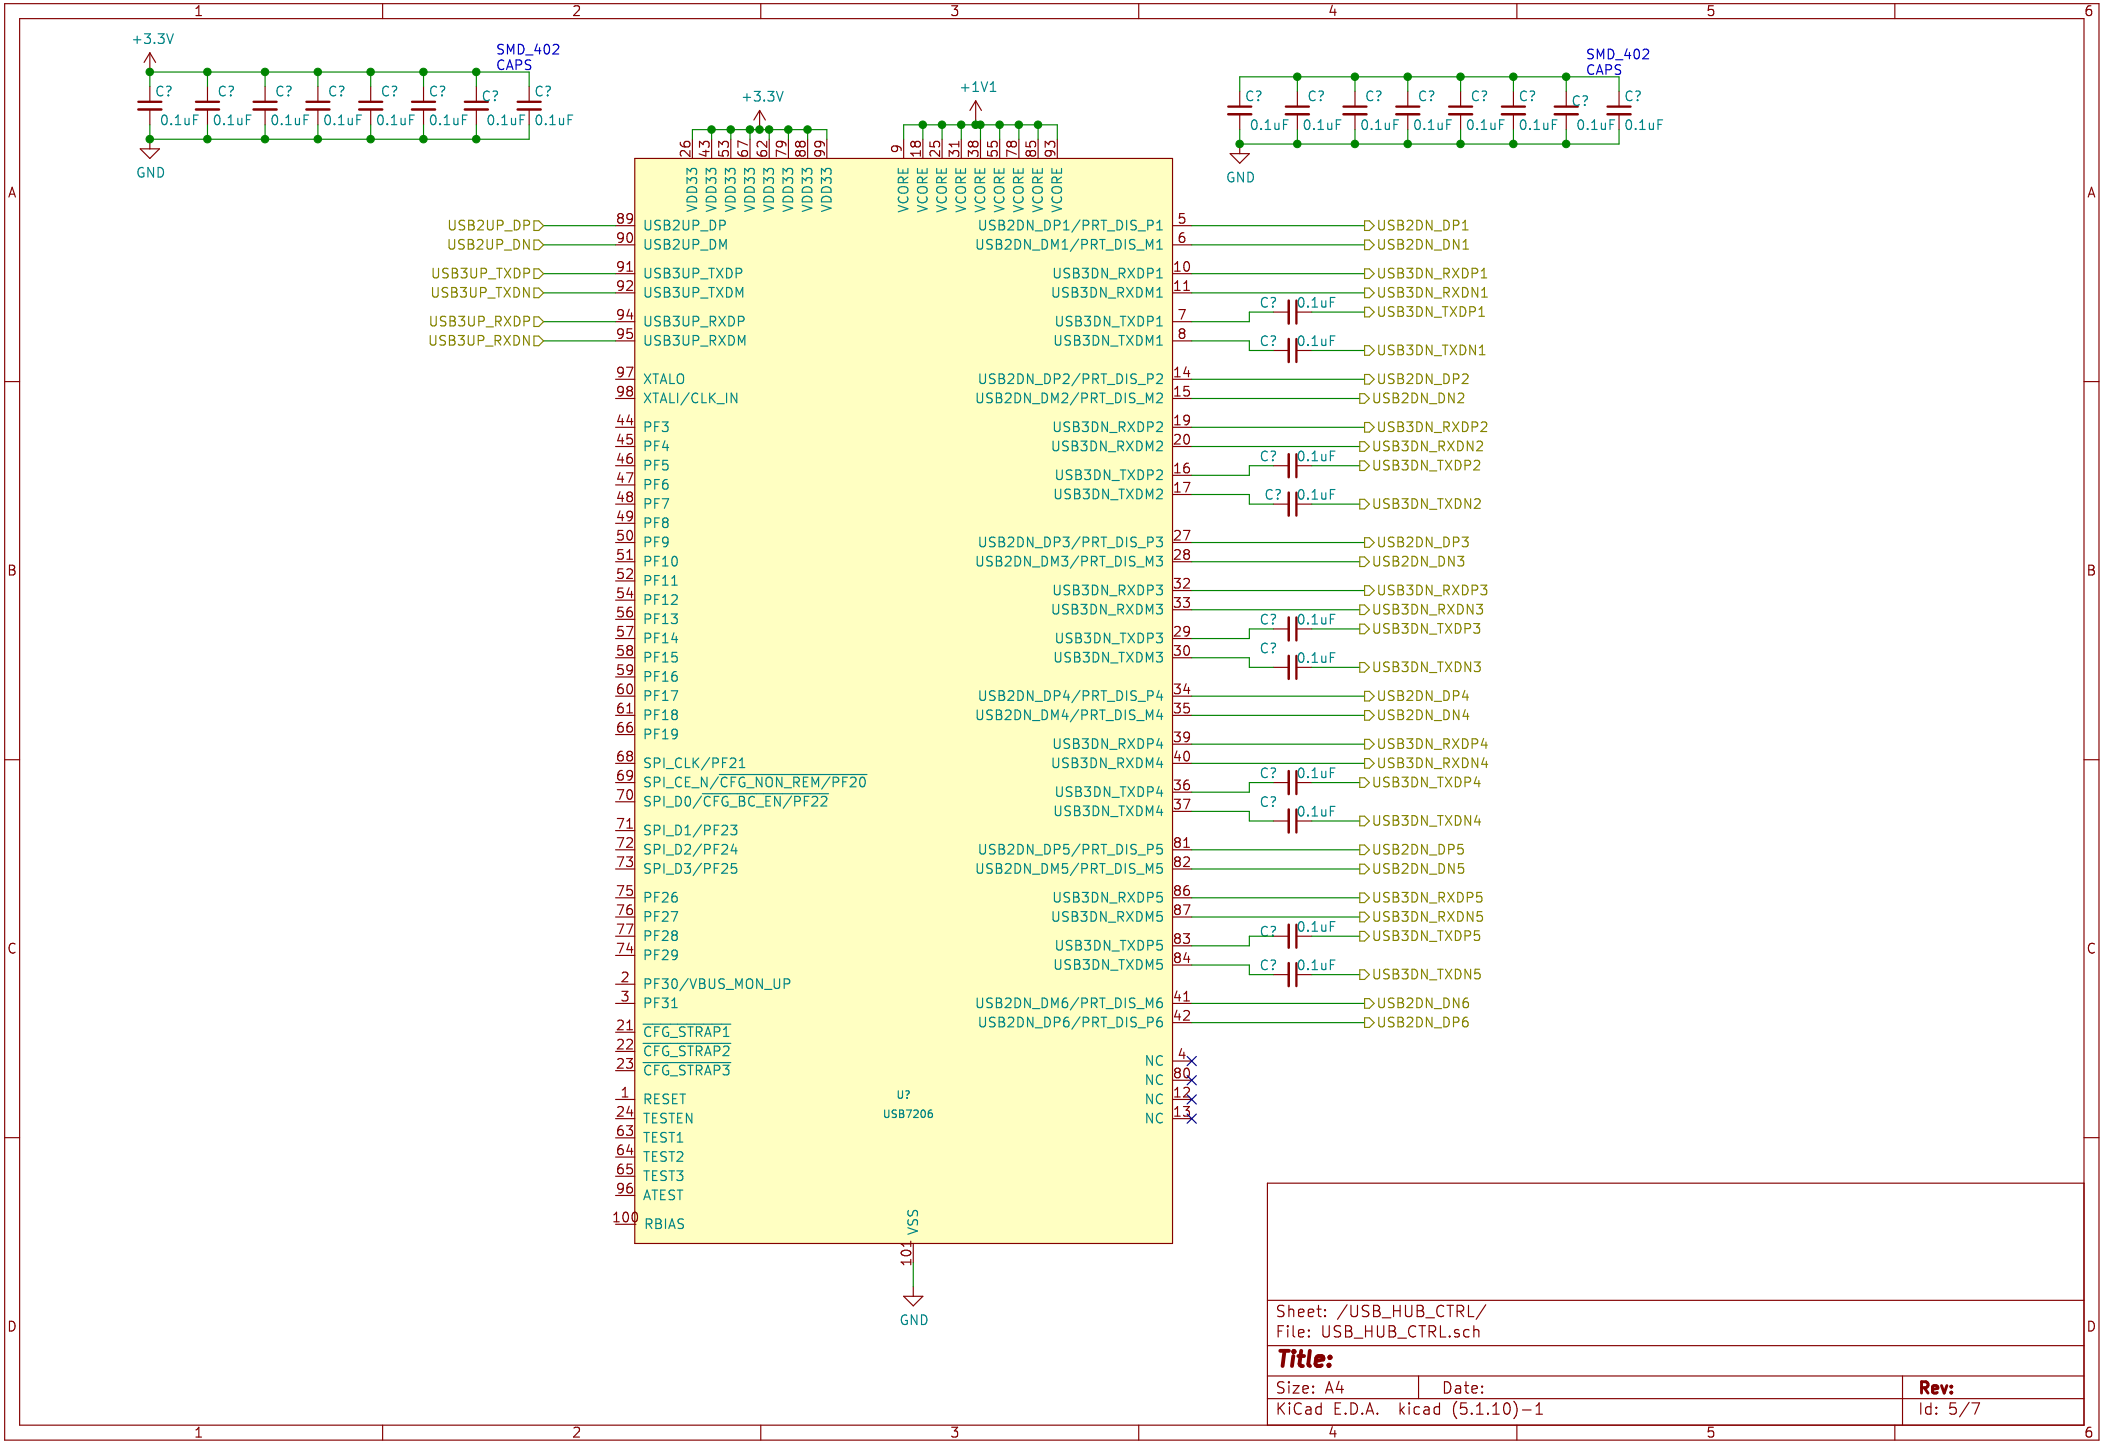 1 2 3 4 5 6
+3.3V
SMD_402
CAPS
C? C? C? C? C? C? C? C?
0.1uF 0.1uF 0.1uF 0.1uF 0.1uF 0.1uF 0.1uF 0.1uF
GND
+3.3V
+1V1
SMD_402
CAPS
C? C? C? C? C? C? C? C?
0.1uF 0.1uF 0.1uF 0.1uF 0.1uF 0.1uF 0.1uF 0.1uF
GND
26 43 53 67 62 79 88 99
VDD33 VDD33 VDD33 VDD33 VDD33 VDD33 VDD33 VDD33
9 18 25 31 38 55 78 85 93
VCORE VCORE VCORE VCORE VCORE VCORE VCORE VCORE VCORE
A A
B B
C C
D D
USB2UP_DP 89 USB2UP_DP
USB2UP_DN 90 USB2UP_DM
USB3UP_TXDP 91 USB3UP_TXDP
USB3UP_TXDN 92 USB3UP_TXDM
USB3UP_RXDP 94 USB3UP_RXDP
USB3UP_RXDN 95 USB3UP_RXDM
97 XTALO
98 XTALI/CLK_IN
44 PF3
45 PF4
46 PF5
47 PF6
48 PF7
49 PF8
50 PF9
51 PF10
52 PF11
54 PF12
56 PF13
57 PF14
58 PF15
59 PF16
60 PF17
61 PF18
66 PF19
68 SPI_CLK/PF21
69 SPI_CE_N/CFG_NON_REM/PF20
70 SPI_D0/CFG_BC_EN/PF22
71 SPI_D1/PF23
72 SPI_D2/PF24
73 SPI_D3/PF25
75 PF26
76 PF27
77 PF28
74 PF29
2 PF30/VBUS_MON_UP
3 PF31
21 CFG_STRAP1
22 CFG_STRAP2
23 CFG_STRAP3
1 RESET
24 TESTEN
63 TEST1
64 TEST2
65 TEST3
96 ATEST
100 RBIAS
USB2DN_DP1/PRT_DIS_P1 5 USB2DN_DP1
USB2DN_DM1/PRT_DIS_M1 6 USB2DN_DN1
USB3DN_RXDP1 10 USB3DN_RXDP1
USB3DN_RXDM1 11 USB3DN_RXDN1
USB3DN_TXDP1 7 C? 0.1uF USB3DN_TXDP1
USB3DN_TXDM1 8 C? 0.1uF USB3DN_TXDN1
USB2DN_DP2/PRT_DIS_P2 14 USB2DN_DP2
USB2DN_DM2/PRT_DIS_M2 15 USB2DN_DN2
USB3DN_RXDP2 19 USB3DN_RXDP2
USB3DN_RXDM2 20 USB3DN_RXDN2
USB3DN_TXDP2 16 C? 0.1uF USB3DN_TXDP2
USB3DN_TXDM2 17 C? 0.1uF USB3DN_TXDN2
USB2DN_DP3/PRT_DIS_P3 27 USB2DN_DP3
USB2DN_DM3/PRT_DIS_M3 28 USB2DN_DN3
USB3DN_RXDP3 32 USB3DN_RXDP3
USB3DN_RXDM3 33 USB3DN_RXDN3
USB3DN_TXDP3 29 C? 0.1uF USB3DN_TXDP3
USB3DN_TXDM3 30 C? 0.1uF USB3DN_TXDN3
USB2DN_DP4/PRT_DIS_P4 34 USB2DN_DP4
USB2DN_DM4/PRT_DIS_M4 35 USB2DN_DN4
USB3DN_RXDP4 39 USB3DN_RXDP4
USB3DN_RXDM4 40 USB3DN_RXDN4
USB3DN_TXDP4 36 C? 0.1uF USB3DN_TXDP4
USB3DN_TXDM4 37 C? 0.1uF USB3DN_TXDN4
USB2DN_DP5/PRT_DIS_P5 81 USB2DN_DP5
USB2DN_DM5/PRT_DIS_M5 82 USB2DN_DN5
USB3DN_RXDP5 86 USB3DN_RXDP5
USB3DN_RXDM5 87 USB3DN_RXDN5
USB3DN_TXDP5 83 C? 0.1uF USB3DN_TXDP5
USB3DN_TXDM5 84 C? 0.1uF USB3DN_TXDN5
USB2DN_DM6/PRT_DIS_M6 41 USB2DN_DN6
USB2DN_DP6/PRT_DIS_P6 42 USB2DN_DP6
NC 4
NC 80
NC 12
NC 13
U?
USB7206
VSS
101
GND
Sheet: /USB_HUB_CTRL/
File: USB_HUB_CTRL.sch
Title:
Size: A4 Date: Rev:
KiCad E.D.A. kicad (5.1.10)-1 Id: 5/7
1 2 3 4 5 6